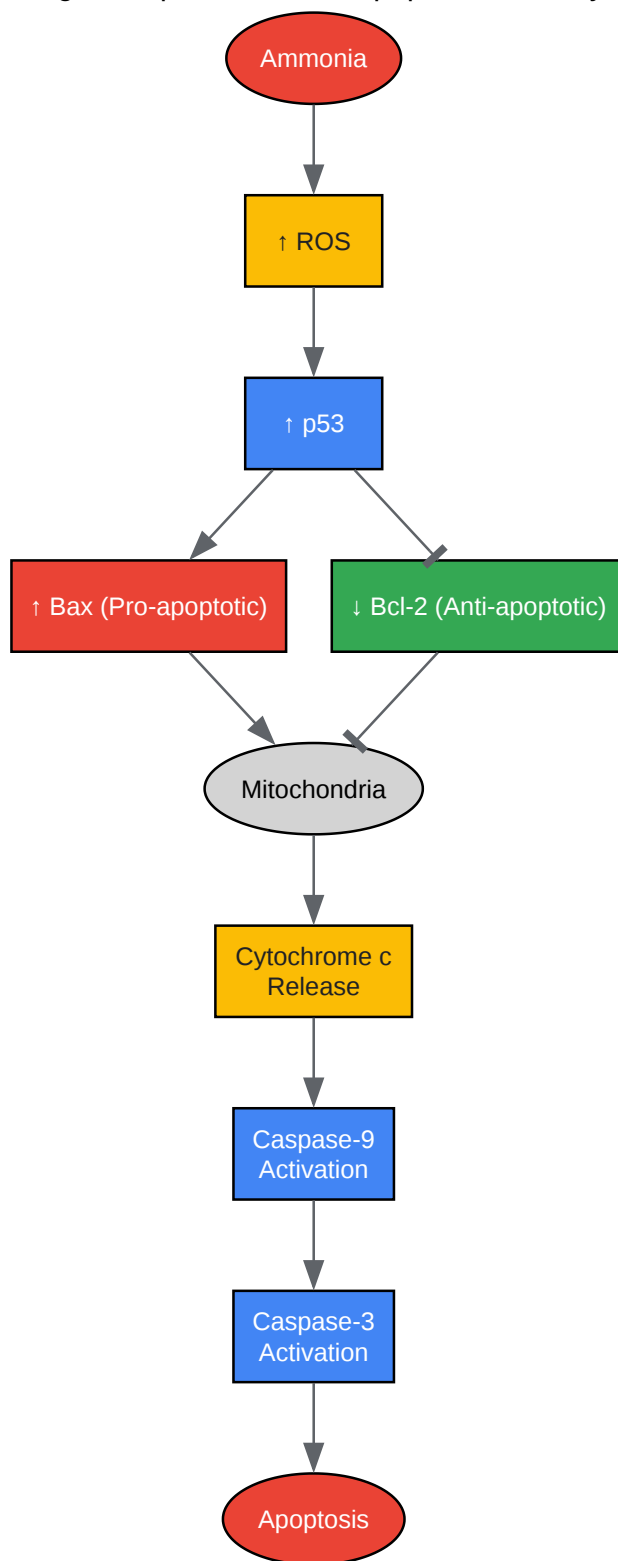 Ammonia
↑ ROS
↑ p53
↑ Bax (Pro-apoptotic)
↓ Bcl-2 (Anti-apoptotic)
Mitochondria
Cytochrome c
Release
Caspase-9
Activation
Caspase-3
Activation
Apoptosis